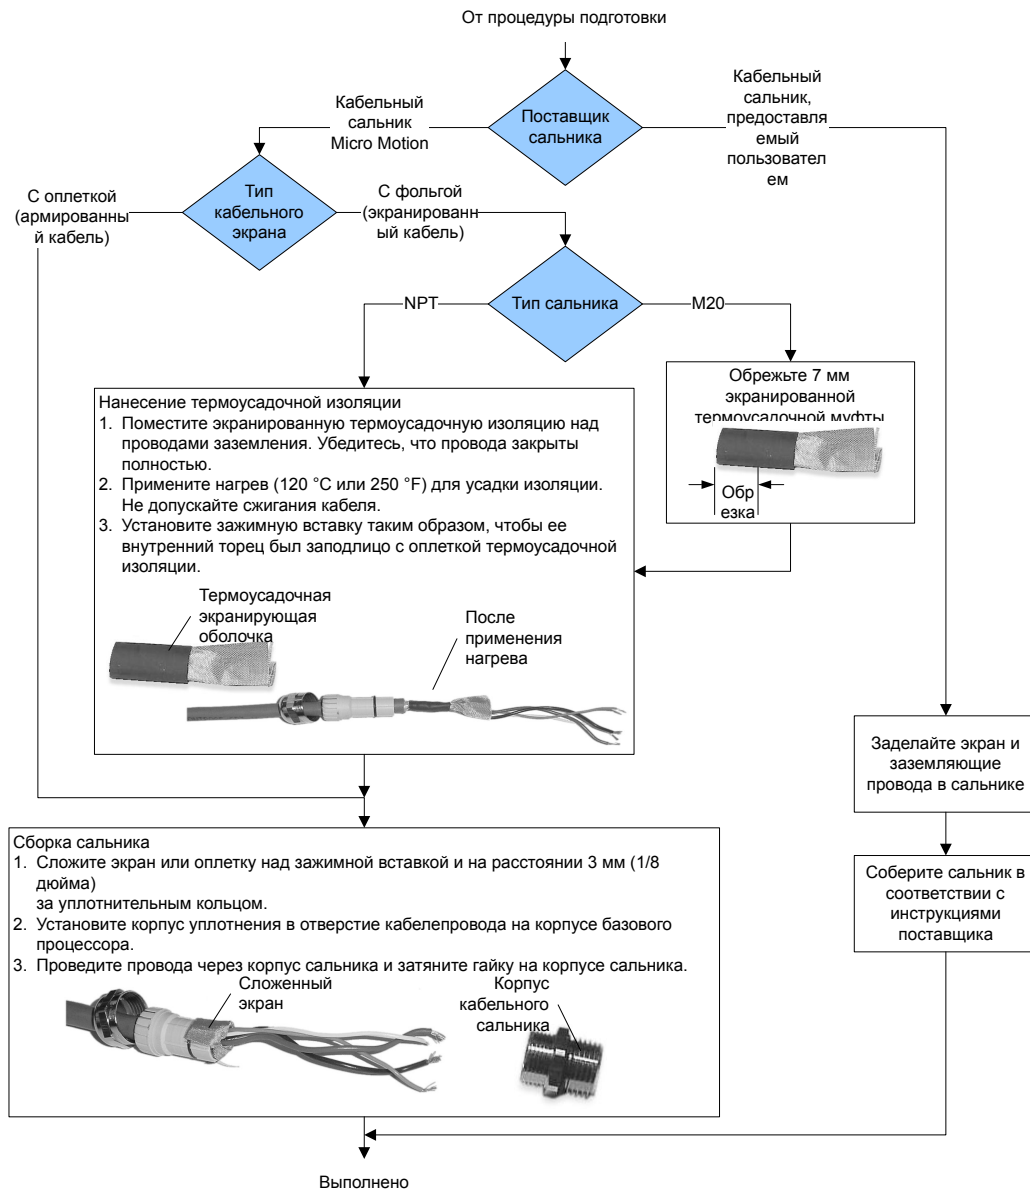 От процедуры подготовки
Поставщик
сальника
Кабельный
сальник
Micro Motion
Кабельный
сальник,
предоставля
емый
пользовател
ем
Тип
кабельного
экрана
С оплеткой
(армированны
й кабель)
С фольгой
(экранированн
ый кабель)
Тип сальника
NPT
M20
Обрежьте 7 мм
экранированной
термоусадочной муфты
Обр
езка
Нанесение термоусадочной изоляции
1. Поместите экранированную термоусадочную изоляцию над
проводами заземления. Убедитесь, что провода закрыты
полностью.
2. Примените нагрев (120 °C или 250 °F) для усадки изоляции.
Не допускайте сжигания кабеля.
3. Установите зажимную вставку таким образом, чтобы ее
внутренний торец был заподлицо с оплеткой термоусадочной
изоляции.
Термоусадочная
экранирующая
оболочка
После
применения
нагрева
Заделайте экран и
заземляющие
провода в сальнике
Соберите сальник в
соответствии с
инструкциями
поставщика
Сборка сальника
1. Сложите экран или оплетку над зажимной вставкой и на расстоянии 3 мм (1/8
дюйма)
за уплотнительным кольцом.
2. Установите корпус уплотнения в отверстие кабелепровода на корпусе базового
процессора.
3. Проведите провода через корпус сальника и затяните гайку на корпусе сальника.
Сложенный
экран
Корпус
кабельного
сальника
Выполнено